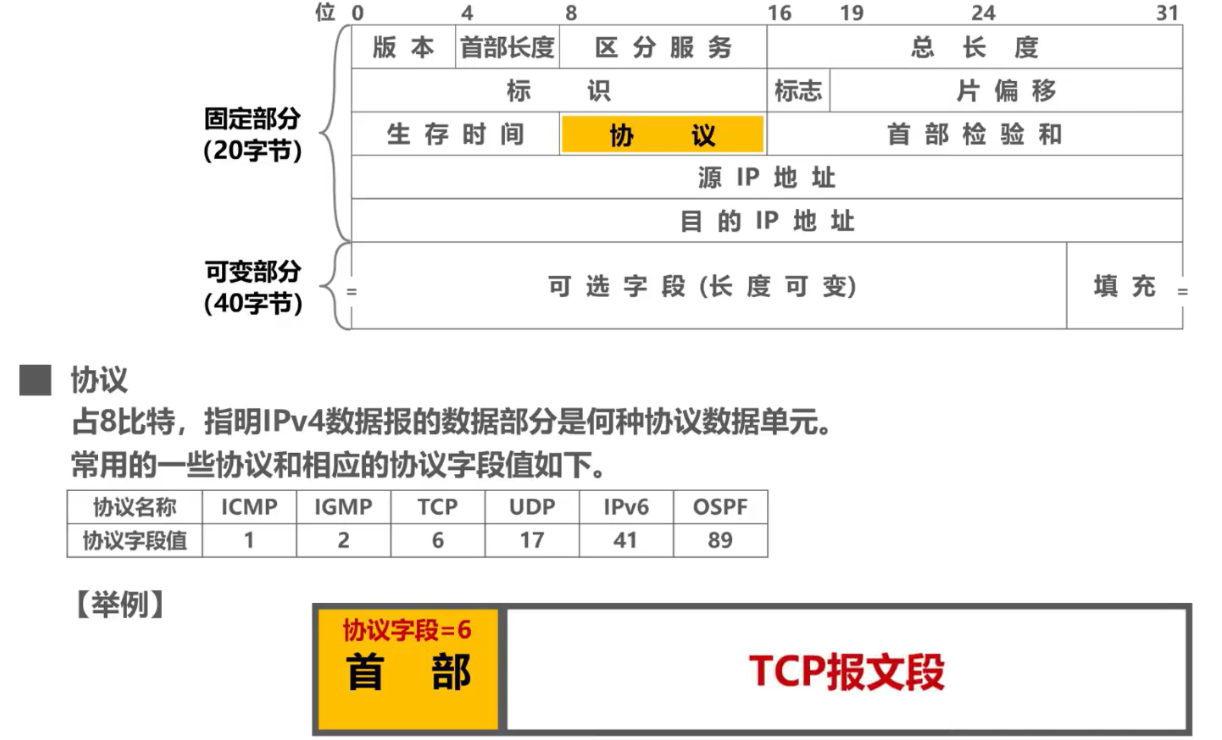 位 0 4 8 16 19 24 31
版本 首部长度 区分服务 总长度
标识 标志 片偏移
固定部分
(20字节)
生存时间 协议 首部检验和
源IP地址
目的IP地址
可变部分
(40字节)
可选字段(长度可变) 填充
协议
占8比特，指明IPv4数据报的数据部分是何种协议数据单元。
常用的一些协议和相应的协议字段值如下。
协议名称 ICMP IGMP TCP UDP IPv6 OSPF
协议字段值 1 2 6 17 41 89
【举例】
协议字段=6
首部
TCP报文段